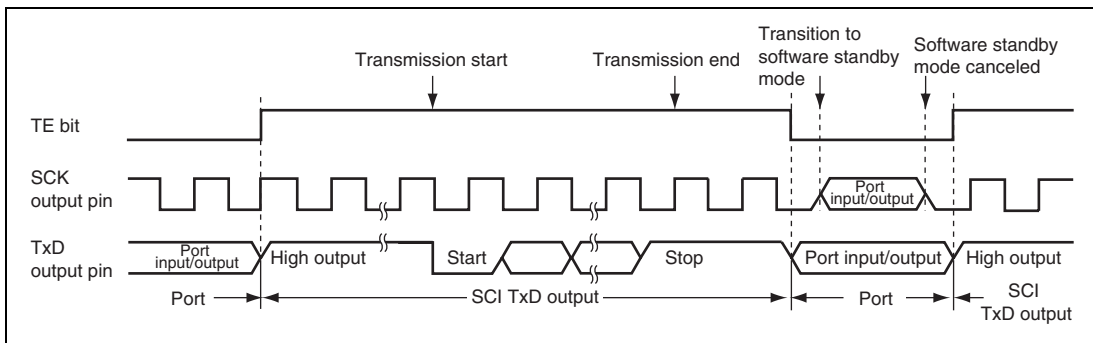 Transition to
software standby
mode
Software standby
mode canceled
Transmission start
Transmission end
TE bit
SCK
output pin
Port
input/output
TxD
output pin
Port
input/output
High output
Start
Stop
Port input/output
High output
Port
SCI TxD output
Port
SCI
TxD output